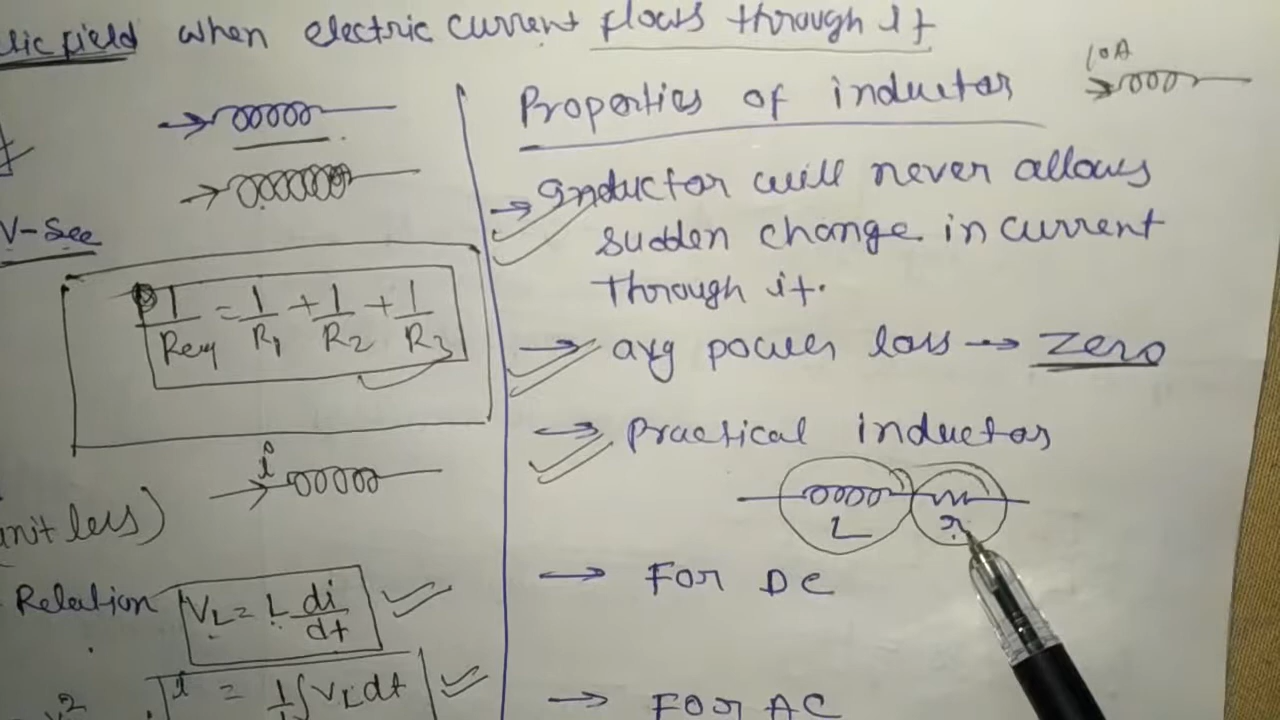 ic field when electric current flows through it
10A
V-sec
1/Req = 1/R1 + 1/R2 + 1/R3
i
nit less)
Relation VL = L di/dt
i = 1/L ∫ VL dt
Properties of inductor
→ Inductor will never allows
sudden change in current
through it.
→ avg power loss → Zero
→ Practical inductor
L r
→ For DC
→ For AC